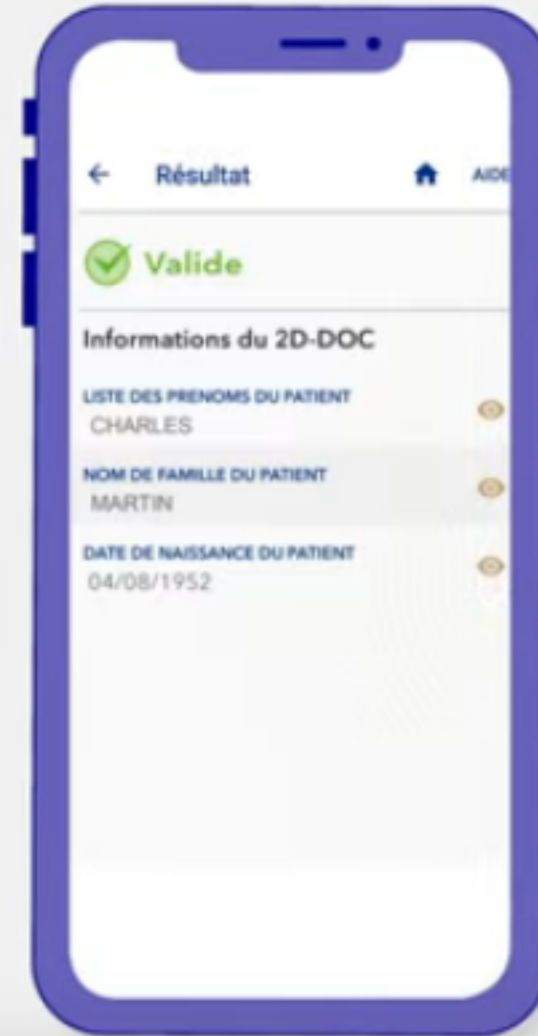 Résultat
AIDE
Valide
Informations du 2D-DOC
LISTE DES PRENOMS DU PATIENT
CHARLES
NOM DE FAMILLE DU PATIENT
MARTIN
DATE DE NAISSANCE DU PATIENT
04/08/1952